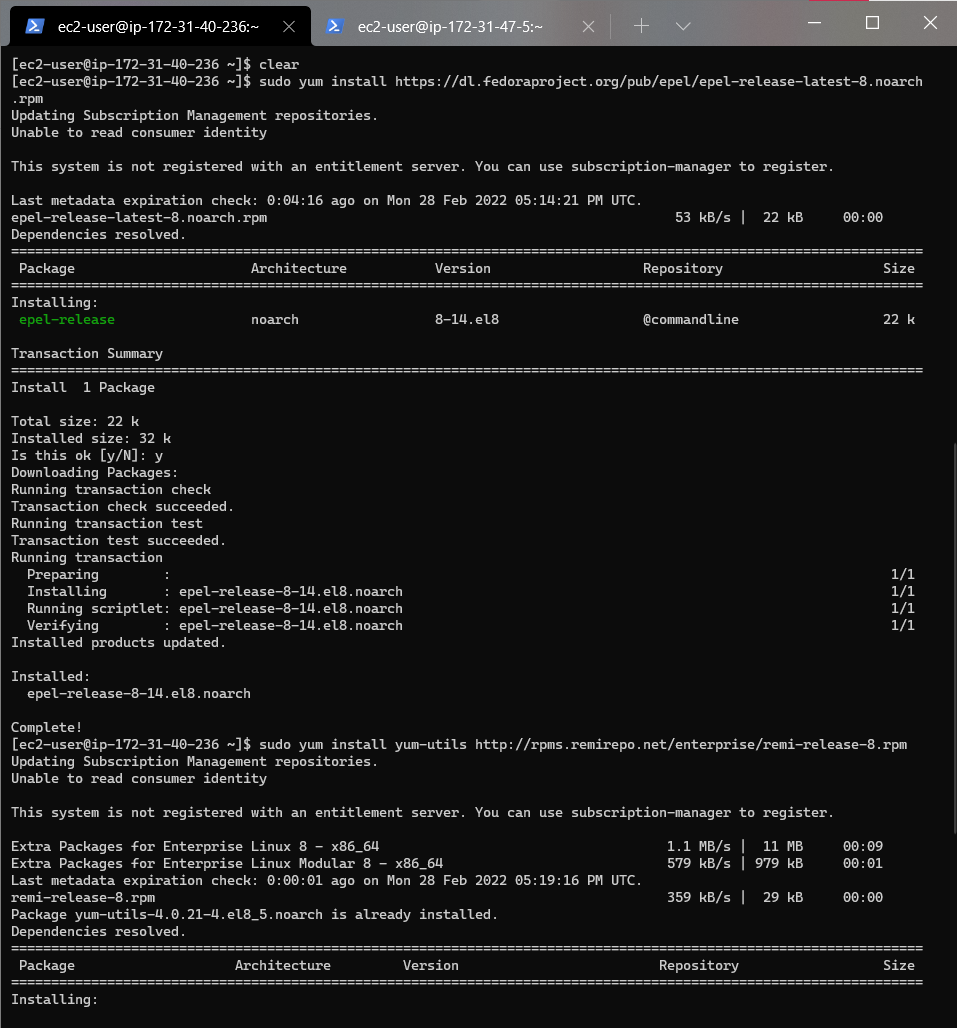 ec2-user@ip-172-31-40-236:~
ec2-user@ip-172-31-47-5:~
[ec2-user@ip-172-31-40-236 ~]$ clear
[ec2-user@ip-172-31-40-236 ~]$ sudo yum install https://dl.fedoraproject.org/pub/epel/epel-release-latest-8.noarch
.rpm
Updating Subscription Management repositories.
Unable to read consumer identity

This system is not registered with an entitlement server. You can use subscription-manager to register.

Last metadata expiration check: 0:04:16 ago on Mon 28 Feb 2022 05:14:21 PM UTC.
epel-release-latest-8.noarch.rpm                                                   53 kB/s |  22 kB     00:00
Dependencies resolved.
==================================================================================================================
 Package                      Architecture           Version                   Repository                    Size
==================================================================================================================
Installing:
 epel-release                 noarch                 8-14.el8                  @commandline                  22 k

Transaction Summary
==================================================================================================================
Install  1 Package

Total size: 22 k
Installed size: 32 k
Is this ok [y/N]: y
Downloading Packages:
Running transaction check
Transaction check succeeded.
Running transaction test
Transaction test succeeded.
Running transaction
  Preparing        :                                                                                          1/1
  Installing       : epel-release-8-14.el8.noarch                                                             1/1
  Running scriptlet: epel-release-8-14.el8.noarch                                                             1/1
  Verifying        : epel-release-8-14.el8.noarch                                                             1/1
Installed products updated.

Installed:
  epel-release-8-14.el8.noarch

Complete!
[ec2-user@ip-172-31-40-236 ~]$ sudo yum install yum-utils http://rpms.remirepo.net/enterprise/remi-release-8.rpm
Updating Subscription Management repositories.
Unable to read consumer identity

This system is not registered with an entitlement server. You can use subscription-manager to register.

Extra Packages for Enterprise Linux 8 - x86_64                                    1.1 MB/s |  11 MB     00:09
Extra Packages for Enterprise Linux Modular 8 - x86_64                            579 kB/s | 979 kB     00:01
Last metadata expiration check: 0:00:01 ago on Mon 28 Feb 2022 05:19:16 PM UTC.
remi-release-8.rpm                                                                359 kB/s |  29 kB     00:00
Package yum-utils-4.0.21-4.el8_5.noarch is already installed.
Dependencies resolved.
==================================================================================================================
 Package                    Architecture         Version                         Repository                  Size
==================================================================================================================
Installing: